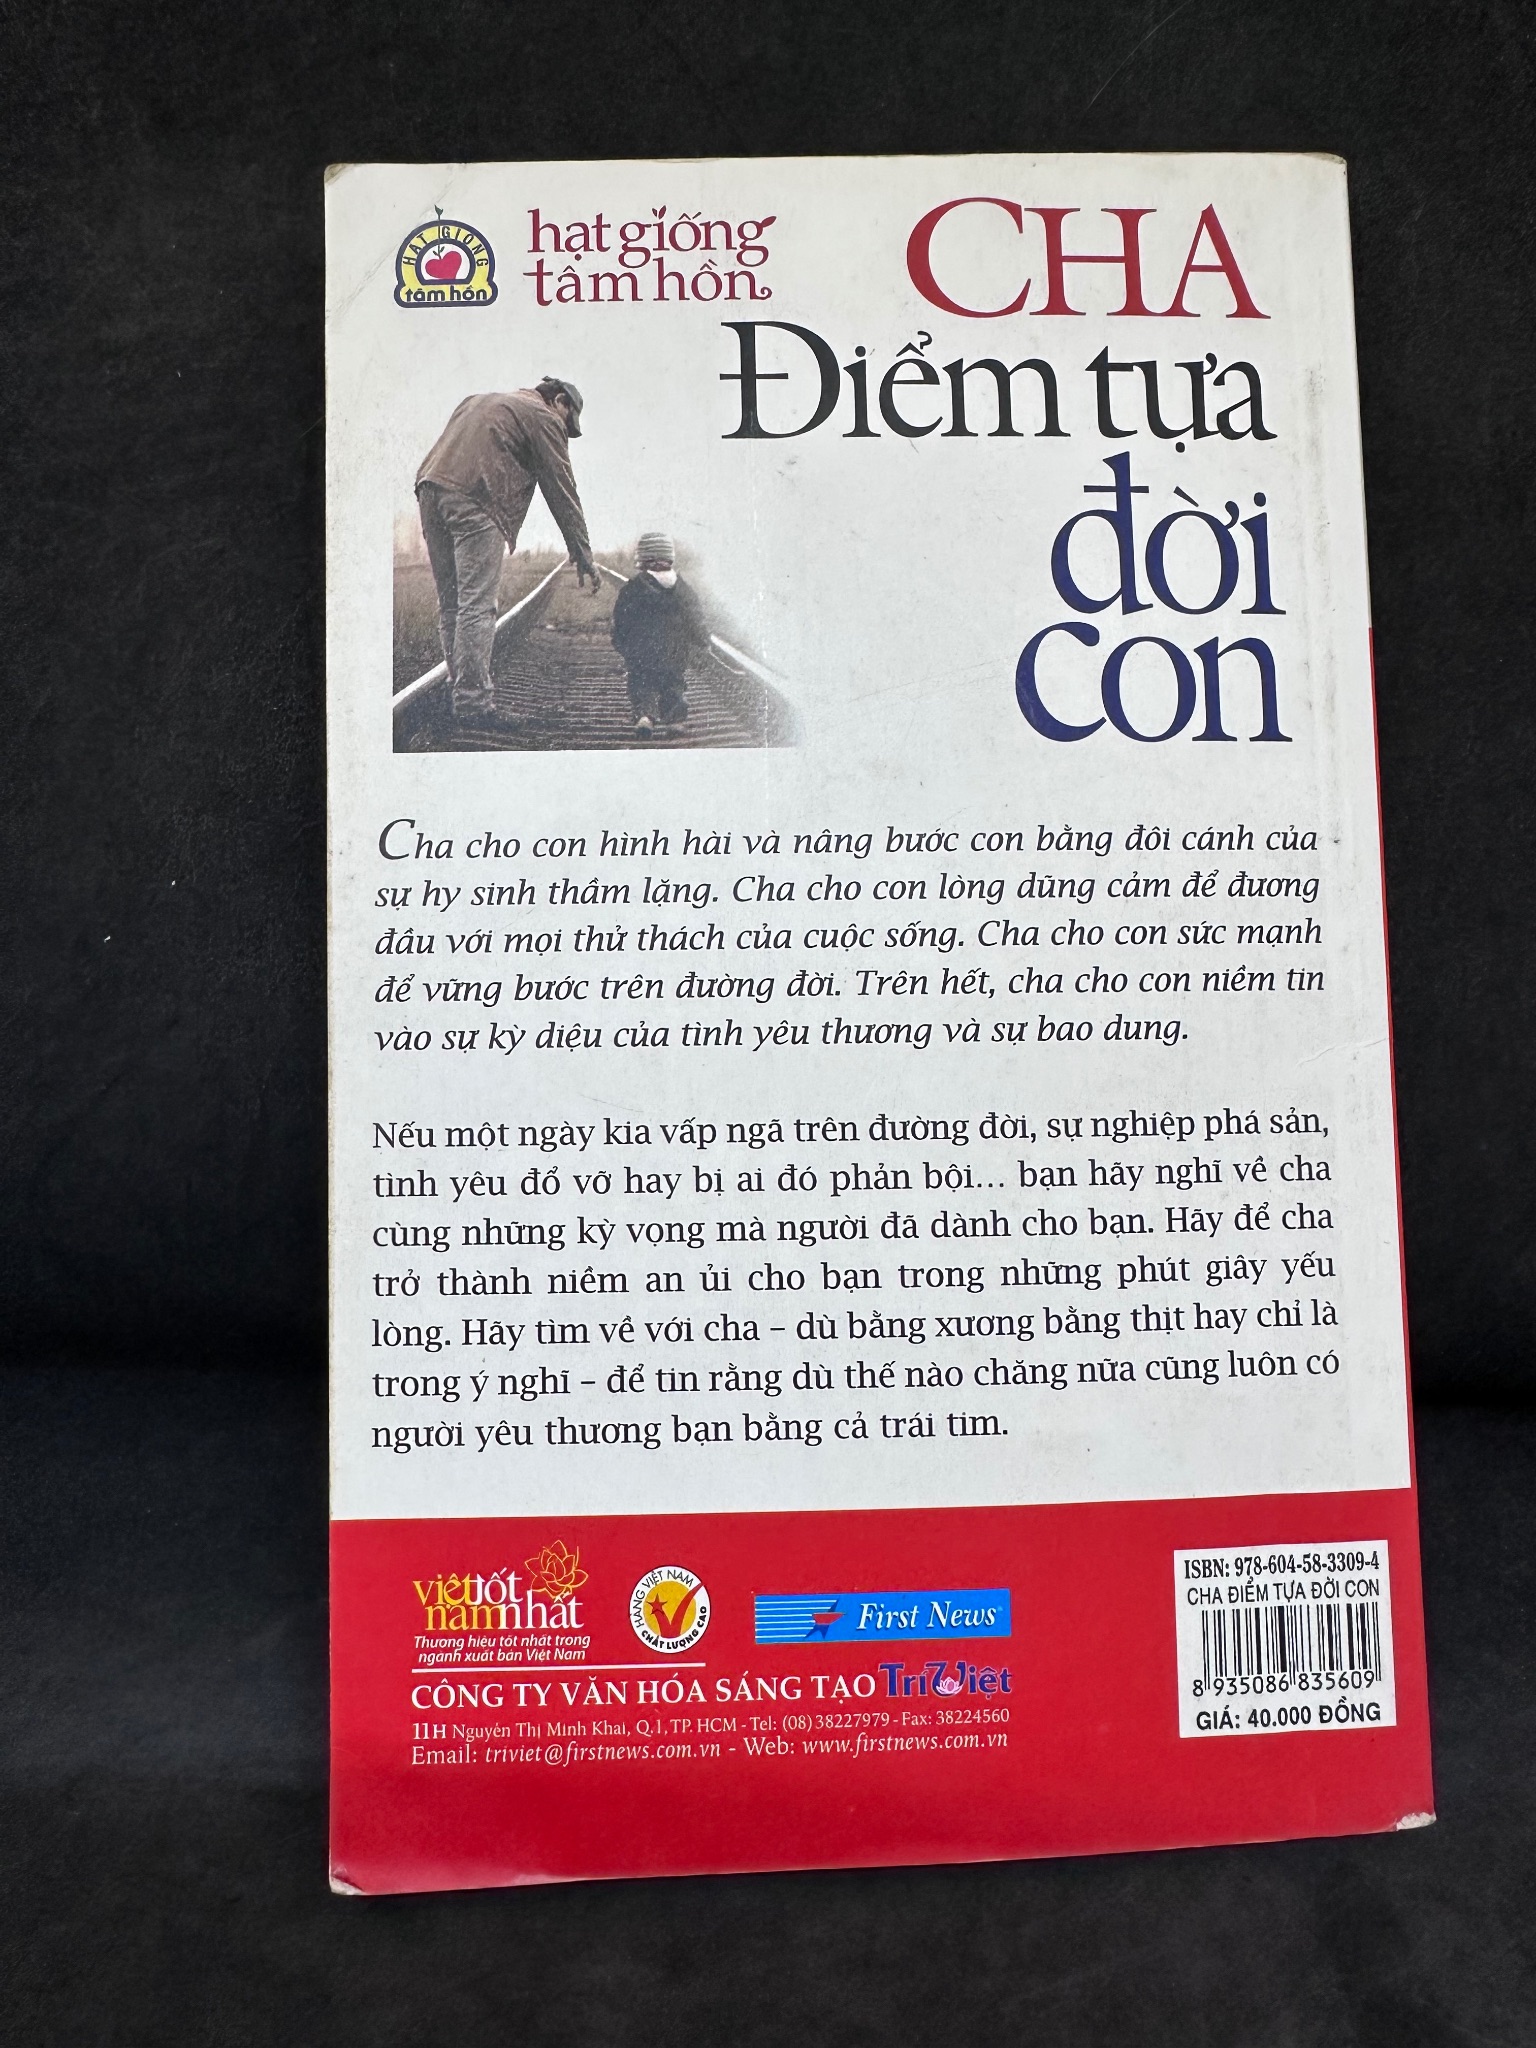 HẠT GIỐNG
tâm hồn
hạt giống
tâm hồn
CHA
Điểm tựa
đời
con
Cha cho con hình hài và nâng bước con bằng đôi cánh của
sự hy sinh thầm lặng. Cha cho con lòng dũng cảm để đương
đầu với mọi thử thách của cuộc sống. Cha cho con sức mạnh
để vững bước trên đường đời. Trên hết, cha cho con niềm tin
vào sự kỳ diệu của tình yêu thương và sự bao dung.
Nếu một ngày kia vấp ngã trên đường đời, sự nghiệp phá sản,
tình yêu đổ vỡ hay bị ai đó phản bội... bạn hãy nghĩ về cha
cùng những kỳ vọng mà người đã dành cho bạn. Hãy để cha
trở thành niềm an ủi cho bạn trong những phút giây yếu
lòng. Hãy tìm về với cha – dù bằng xương bằng thịt hay chỉ là
trong ý nghĩ – để tin rằng dù thế nào chăng nữa cũng luôn có
người yêu thương bạn bằng cả trái tim.
việt tốt
nam nhất
Thương hiệu tốt nhất trong
ngành xuất bản Việt Nam
HÀNG VIỆT NAM
CHẤT LƯỢNG CAO
First News
CÔNG TY VĂN HÓA SÁNG TẠO Trí Việt
11H Nguyễn Thị Minh Khai, Q.1, TP. HCM - Tel: (08) 38227979 - Fax: 38224560
Email: triviet@firstnews.com.vn - Web: www.firstnews.com.vn
ISBN: 978-604-58-3309-4
CHA ĐIỂM TỰA ĐỜI CON
8 935086 835609
GIÁ: 40.000 ĐỒNG